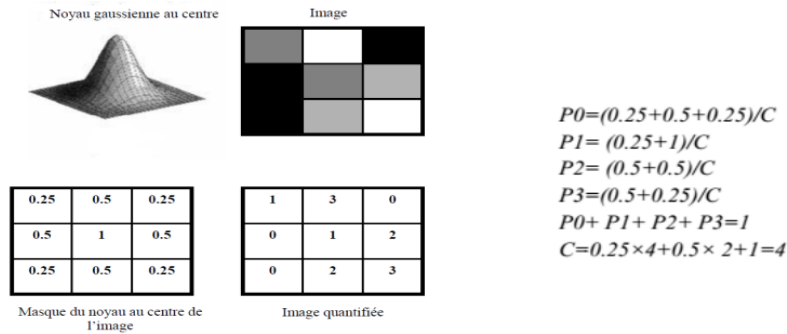 Noyau gaussienne au centre
Image
P0=(0.25+0.5+0.25)/C
P1= (0.25+1)/C
P2= (0.5+0.5)/C
P3=(0.5+0.25)/C
P0+ P1+ P2+ P3=1
C=0.25×4+0.5× 2+1=4
0.25 0.5 0.25
0.5 1 0.5
0.25 0.5 0.25
Masque du noyau au centre de
l'image
1 3 0
0 1 2
0 2 3
Image quantifiée